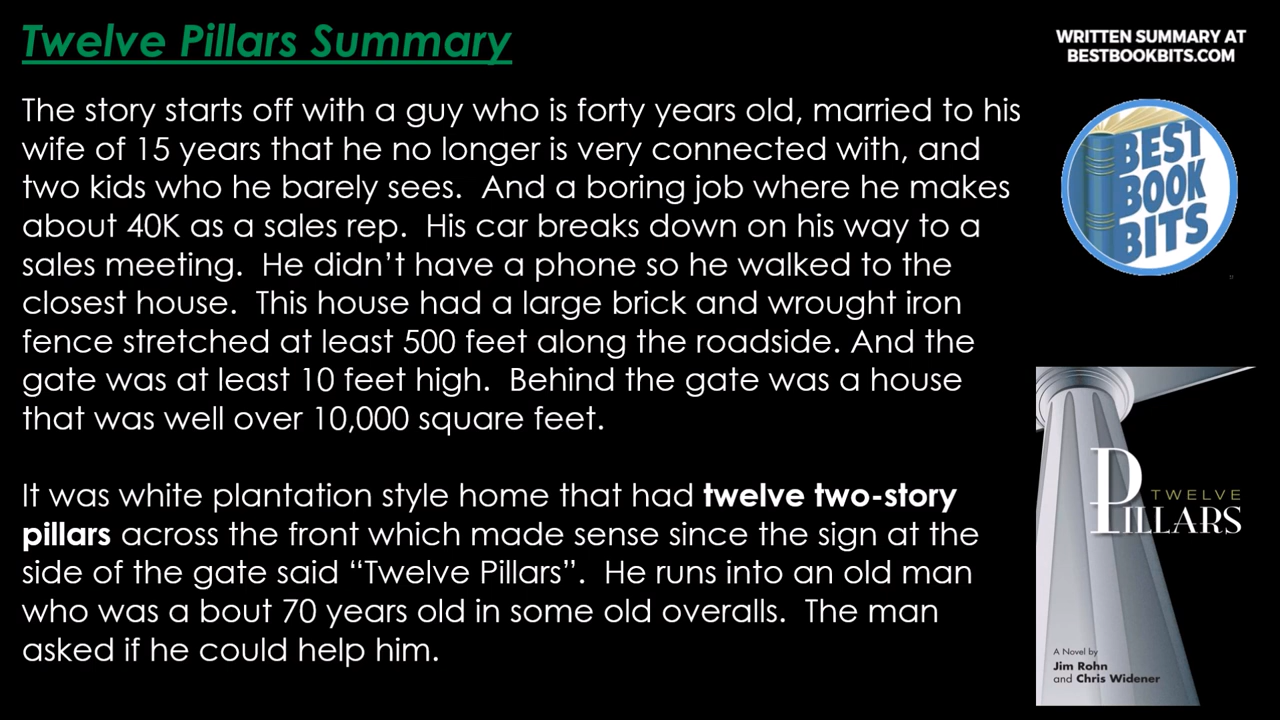 Twelve Pillars Summary
The story starts off with a guy who is forty years old, married to his
wife of 15 years that he no longer is very connected with, and
two kids who he barely sees.  And a boring job where he makes
about 40K as a sales rep.  His car breaks down on his way to a
sales meeting.  He didn’t have a phone so he walked to the
closest house.  This house had a large brick and wrought iron
fence stretched at least 500 feet along the roadside. And the
gate was at least 10 feet high.  Behind the gate was a house
that was well over 10,000 square feet.
It was white plantation style home that had twelve two-story
pillars across the front which made sense since the sign at the
side of the gate said “Twelve Pillars”.  He runs into an old man
who was a bout 70 years old in some old overalls.  The man
asked if he could help him.
WRITTEN SUMMARY AT
BESTBOOKBITS.COM
BEST
BOOK
BITS
TWELVE
PILLARS
A Novel by
Jim Rohn
and Chris Widener